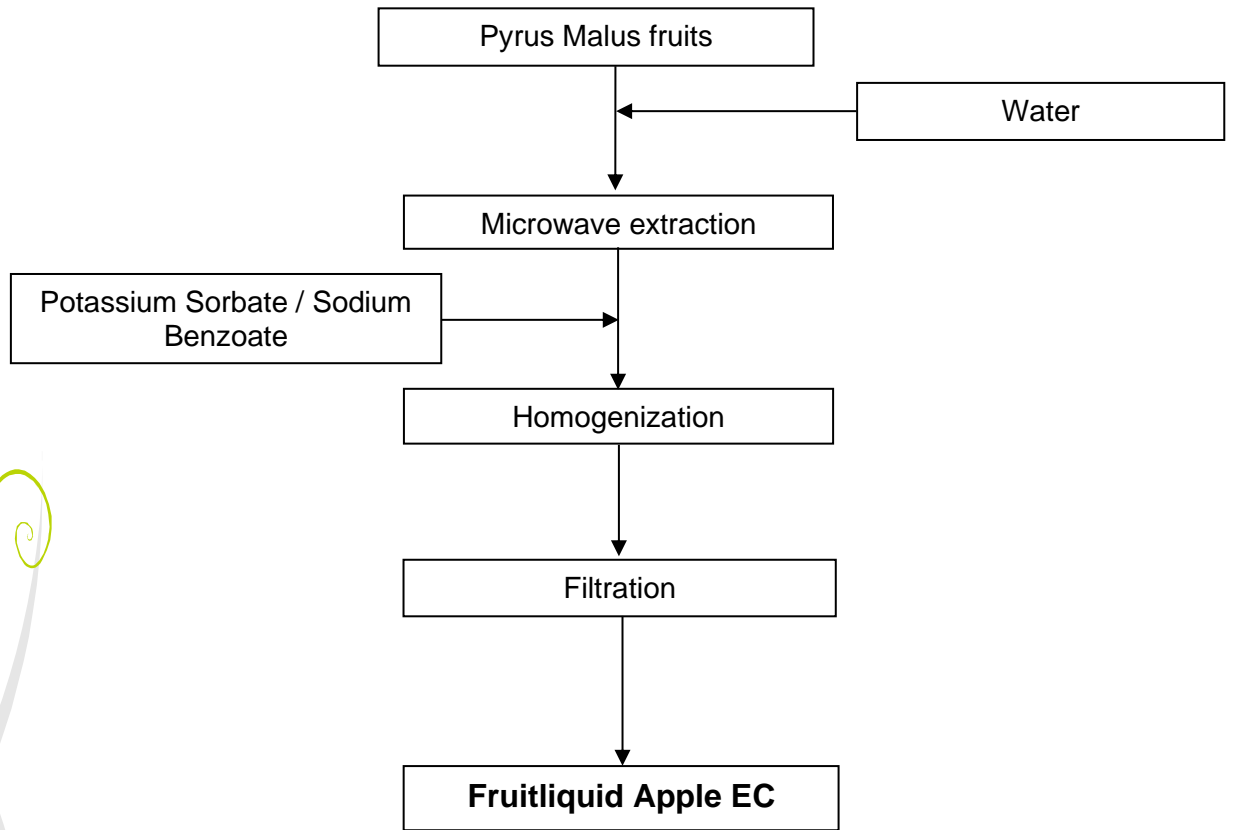 Pyrus Malus fruits
Water
Microwave extraction
Potassium Sorbate / Sodium
Benzoate
Homogenization
Filtration
Fruitliquid Apple EC